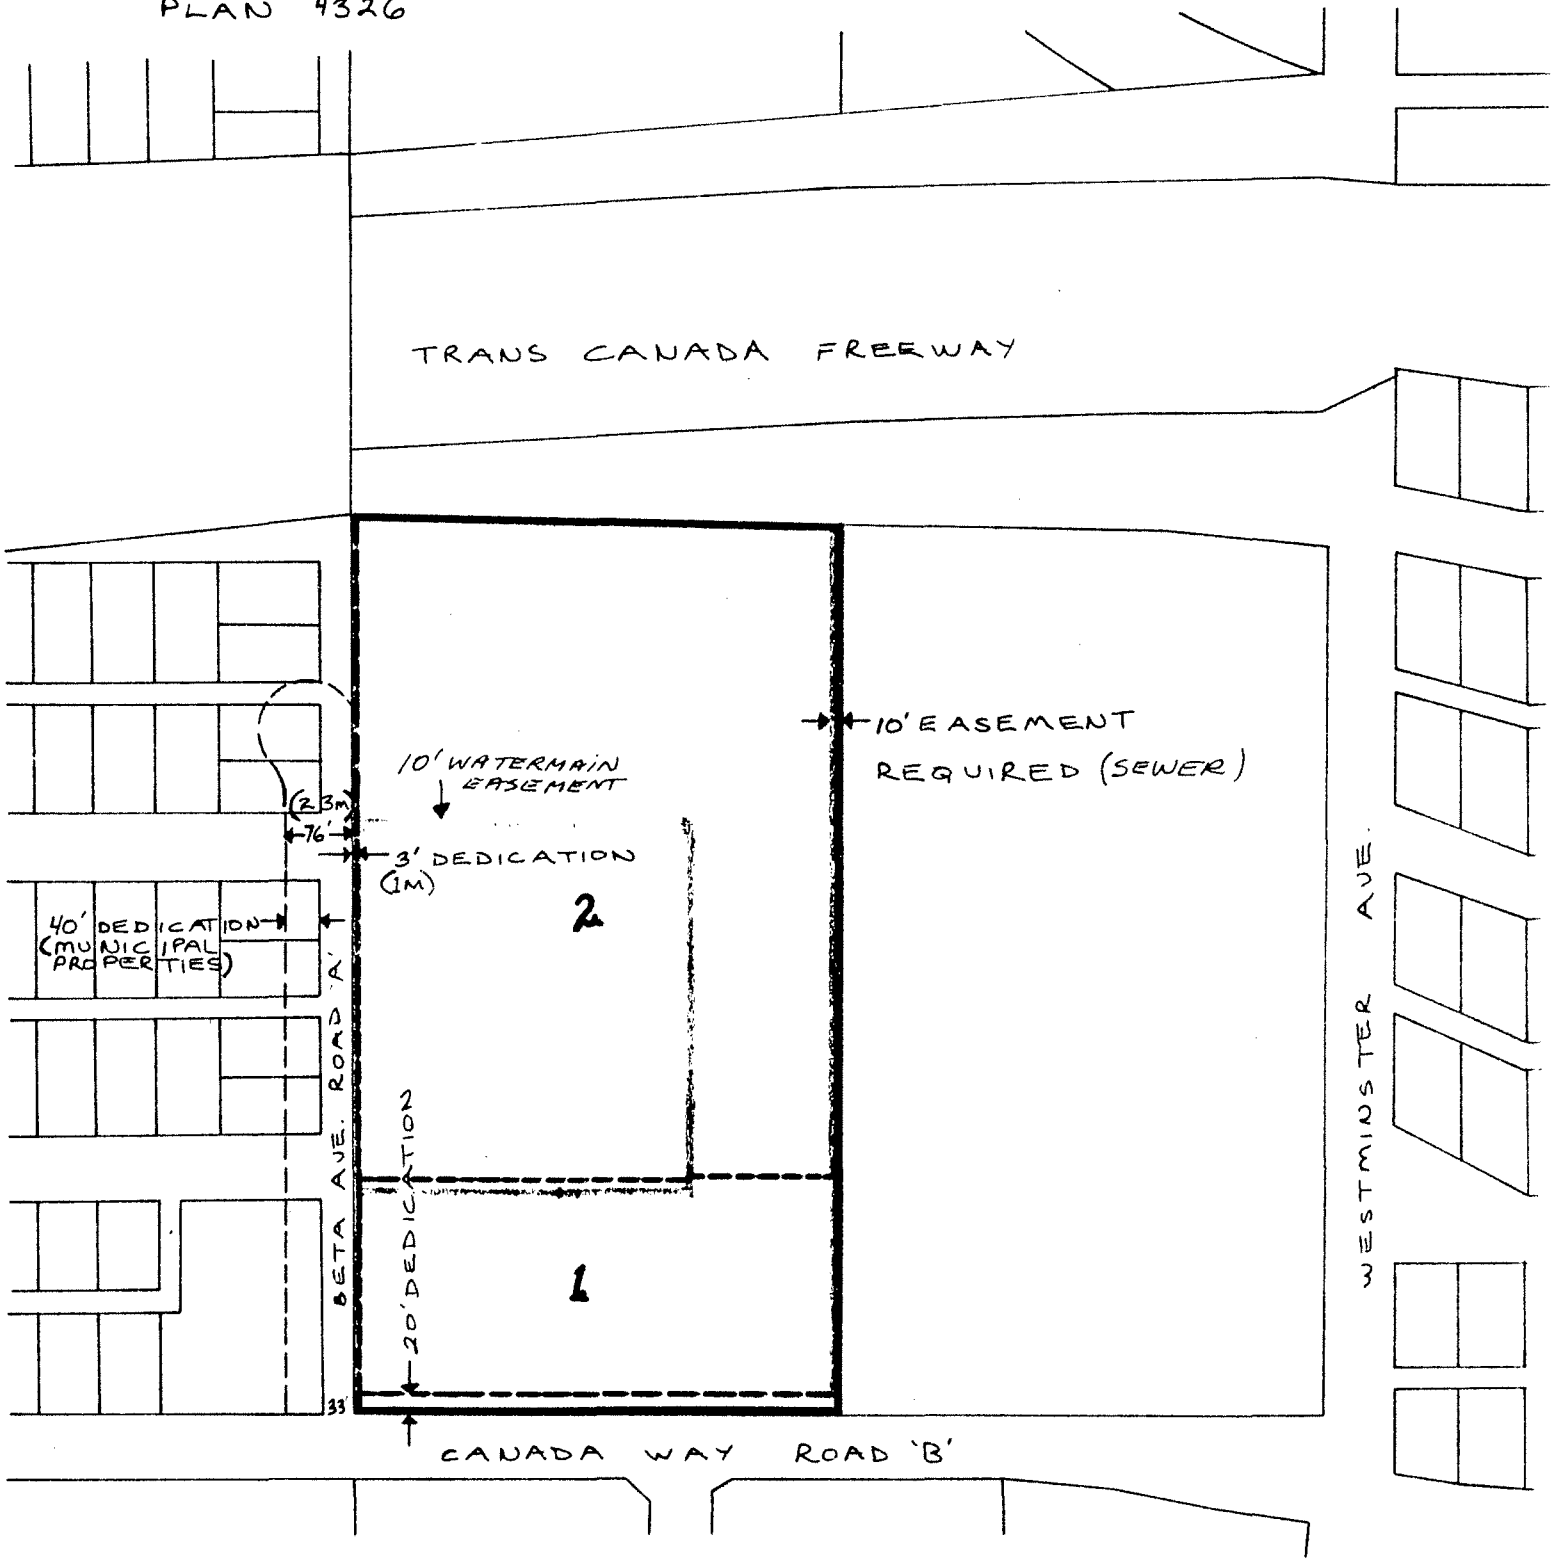 PLAN 4326
TRANS CANADA FREEWAY
10' EASEMENT
REQUIRED (SEWER)
10' WATERMAIN
EASEMENT
(23m)
76'
3' DEDICATION
(1M)
2
40' DEDICATION
(MUNICIPAL
PROPERTIES)
BETA AVE. ROAD 'A'
20' DEDICATION
1
33'
WESTMINSTER AVE.
CANADA WAY ROAD 'B'